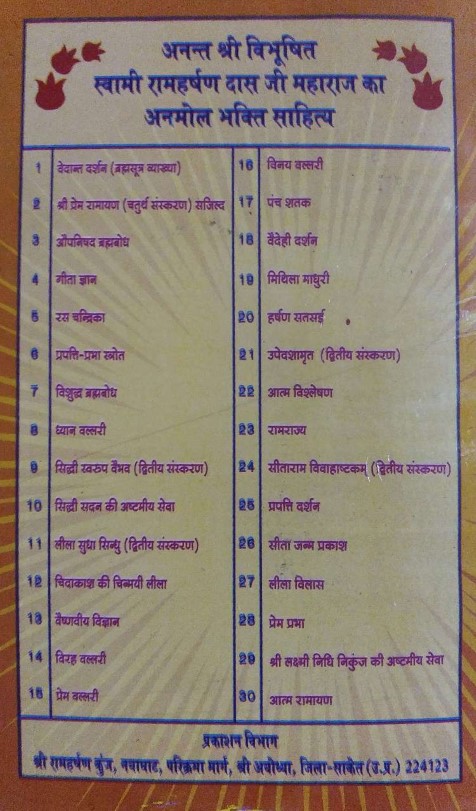 अनन्त श्री विभूषित
स्वामी रामहर्षण दास जी महाराज का
अनमोल भक्ति साहित्य
1 वेदान्त दर्शन (ब्रह्मसूत्र व्याख्या)
2 श्री प्रेम रामायण (चतुर्थ संस्करण) सजिल्द
3 औपनिषद ब्रह्मबोध
4 गीता ज्ञान
5 रस चन्द्रिका
6 प्रपत्ति-प्रभा स्त्रोत
7 विशुद्ध ब्रह्मबोध
8 ध्यान वल्लरी
9 सिद्धी स्वरुप वैभव (द्वितीय संस्करण)
10 सिद्धी सदन की अष्टमीय सेवा
11 लीला सुधा सिन्धु (द्वितीय संस्करण)
12 चिदाकाश की चिन्मयी लीला
13 वैष्णवीय विज्ञान
14 विरह वल्लरी
15 प्रेम वल्लरी
16 विनय वल्लरी
17 पंच शतक
18 वैदेही दर्शन
19 मिथिला माधुरी
20 हर्षण सतसई
21 उपेवशामृत (द्वितीय संस्करण)
22 आत्म विश्लेषण
23 रामराज्य
24 सीताराम विवाहाष्टकम् (द्वितीय संस्करण)
25 प्रपत्ति दर्शन
26 सीता जन्म प्रकाश
27 लीला विलास
28 प्रेम प्रभा
29 श्री लक्ष्मी निधि निकुंज की अष्टमीय सेवा
30 आत्म रामायण
प्रकाशन विभाग
श्री रामहर्षण कुंज, नयाघाट, परिक्रमा मार्ग, श्री अयोध्या, जिला-साकेत (उ.प्र.) 224123